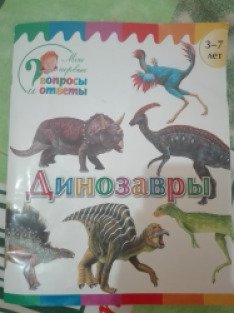 Мои
первые
вопросы
и ответы
3-7
лет
Динозавры